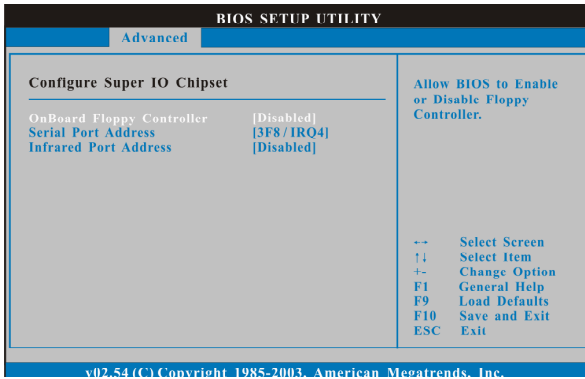 BIOS SETUP UTILITY
Advanced
Configure Super IO Chipset
OnBoard Floppy Controller [Disabled]
Serial Port Address [3F8 / IRQ4]
Infrared Port Address [Disabled]
Allow BIOS to Enable
or Disable Floppy
Controller.
←→ Select Screen
↑↓ Select Item
+- Change Option
F1 General Help
F9 Load Defaults
F10 Save and Exit
ESC Exit
v02.54 (C) Copyright 1985-2003, American Megatrends, Inc.